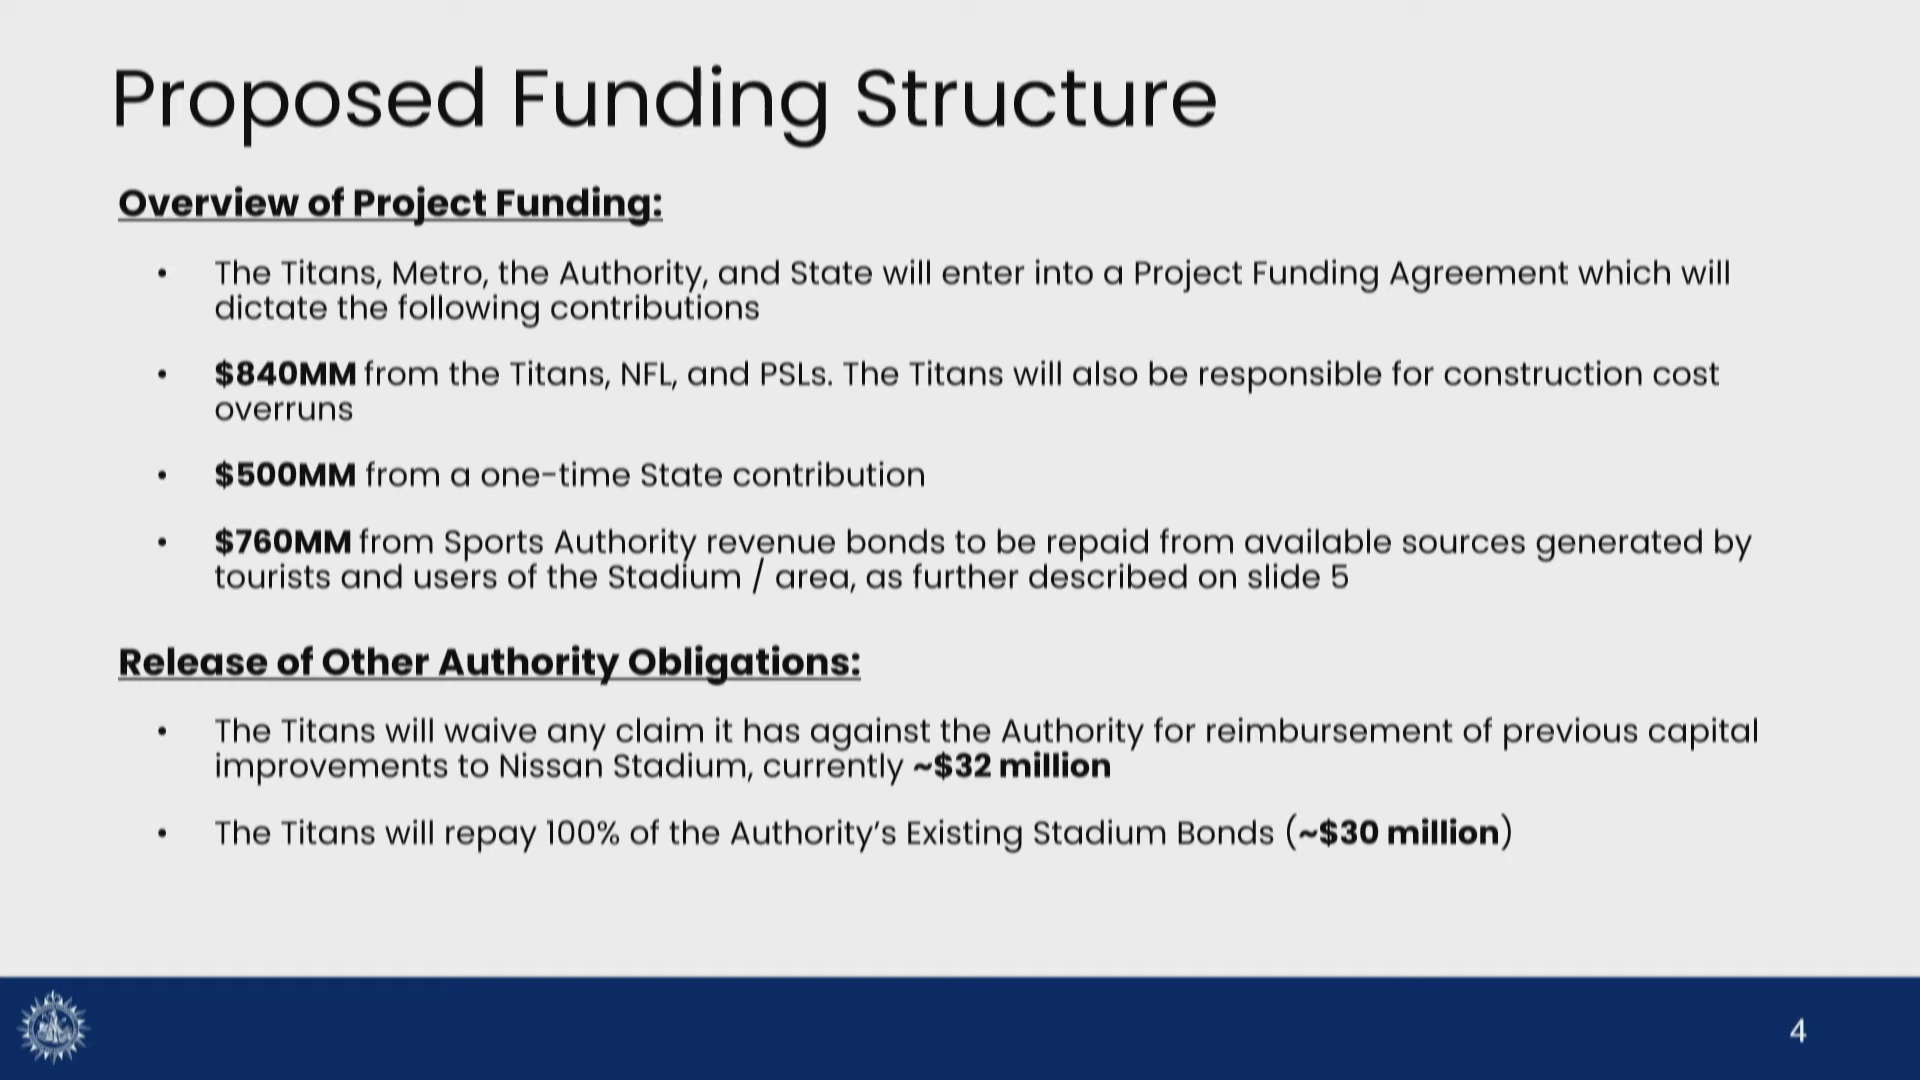 Proposed Funding Structure
Overview of Project Funding:
• The Titans, Metro, the Authority, and State will enter into a Project Funding Agreement which will
dictate the following contributions
• $840MM from the Titans, NFL, and PSLs. The Titans will also be responsible for construction cost
overruns
• $500MM from a one-time State contribution
• $760MM from Sports Authority revenue bonds to be repaid from available sources generated by
tourists and users of the Stadium / area, as further described on slide 5
Release of Other Authority Obligations:
• The Titans will waive any claim it has against the Authority for reimbursement of previous capital
improvements to Nissan Stadium, currently ~$32 million
• The Titans will repay 100% of the Authority’s Existing Stadium Bonds (~$30 million)
4